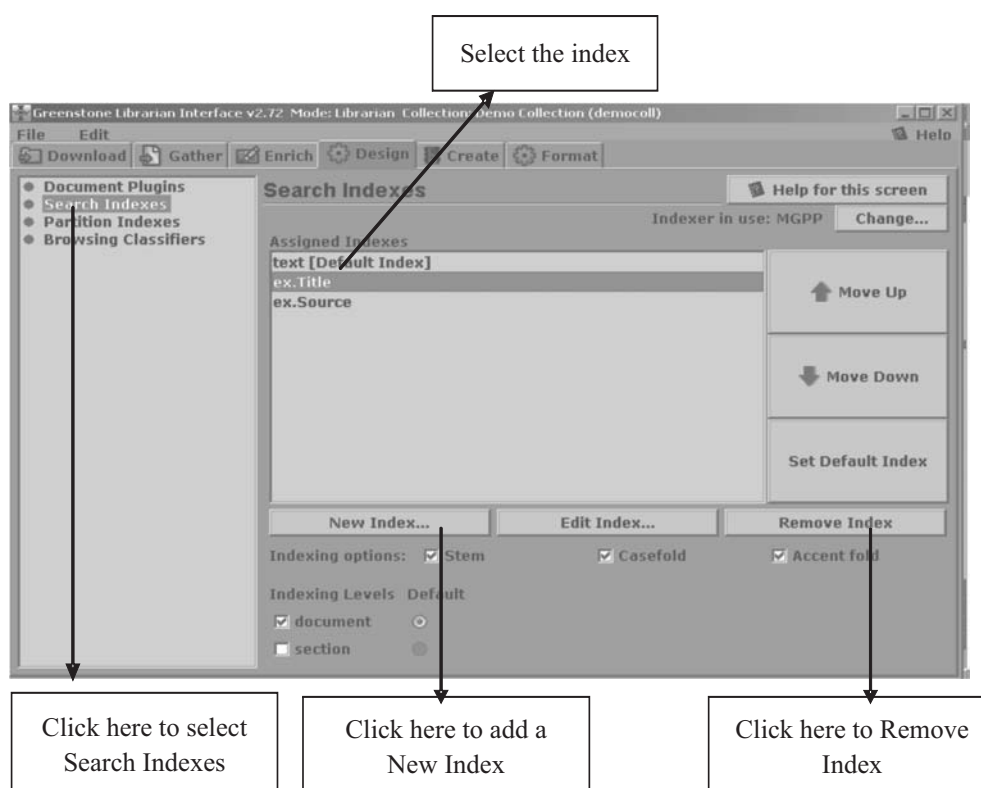 Select the index
Greenstone Librarian Interface v2.72 Mode: Librarian Collection: Demo Collection (democoll)
File Edit Help
Download Gather Enrich Design Create Format
Document Plugins
Search Indexes
Partition Indexes
Browsing Classifiers
Search Indexes Help for this screen
Indexer in use: MGPP Change...
Assigned Indexes
text [Default Index]
ex.Title
ex.Source
Move Up
Move Down
Set Default Index
New Index... Edit Index... Remove Index
Indexing options: Stem Casefold Accent fold
Indexing Levels Default
document
section
Click here to select
Search Indexes
Click here to add a
New Index
Click here to Remove
Index